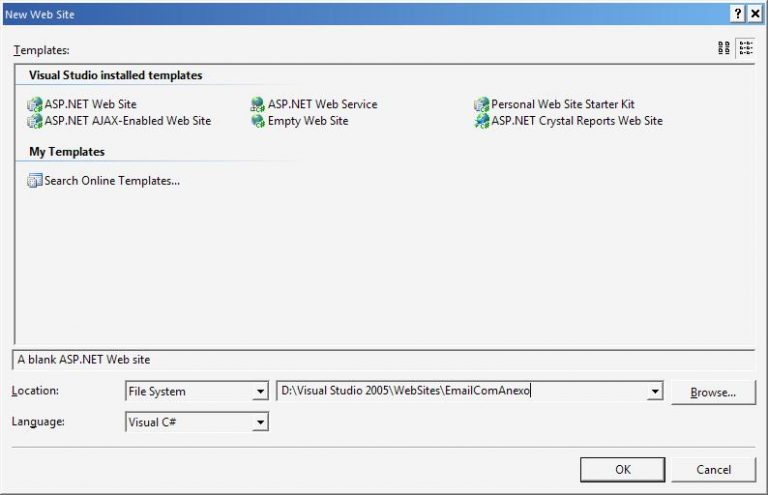 New Web Site
Templates:
Visual Studio installed templates
ASP.NET Web Site
ASP.NET Web Service
Personal Web Site Starter Kit
ASP.NET AJAX-Enabled Web Site
Empty Web Site
ASP.NET Crystal Reports Web Site
My Templates
Search Online Templates...
A blank ASP.NET Web site
Location:
File System
D:\Visual Studio 2005\WebSites\EmailComAnexo
Browse...
Language:
Visual C#
OK
Cancel